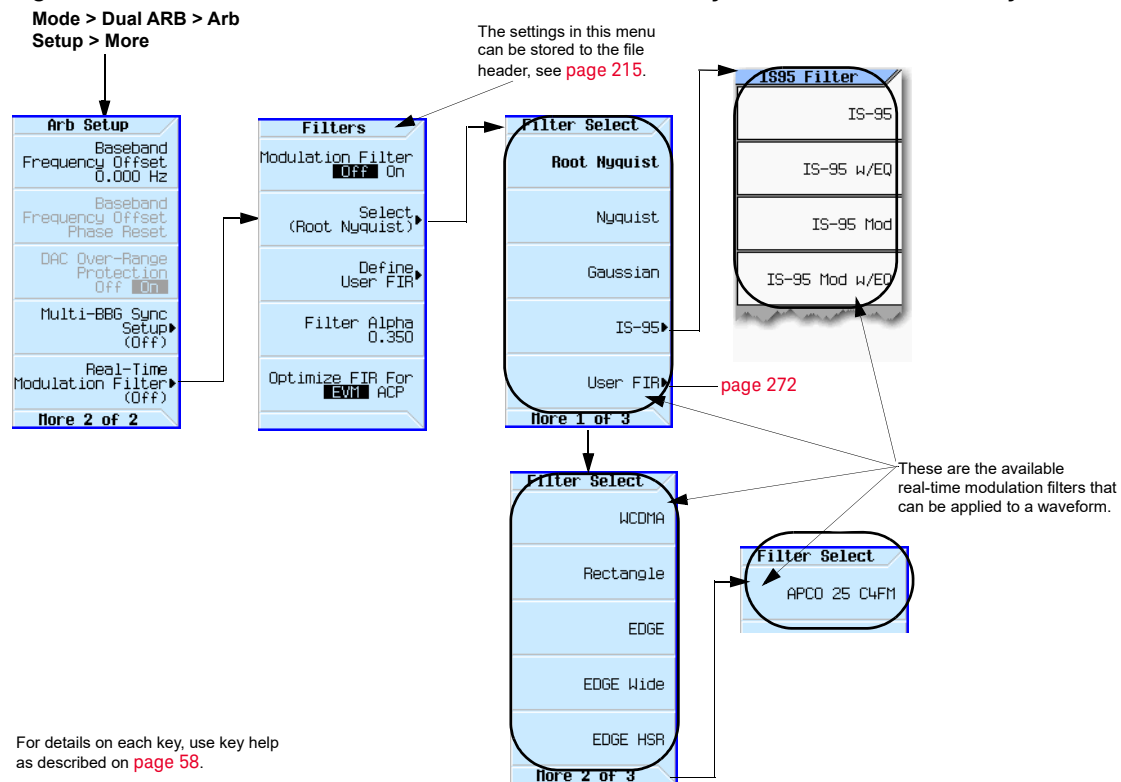 Mode > Dual ARB > Arb
Setup > More
The settings in this menu
can be stored to the file
header, see page 215.
Arb Setup
Baseband
Frequency Offset
0.000 Hz
Baseband
Frequency Offset
Phase Reset
DAC Over-Range
Protection
Off On
Multi-BBG Sync
Setup
(Off)
Real-Time
Modulation Filter
(Off)
More 2 of 2
Filters
Modulation Filter
Off On
Select
(Root Nyquist)
Define
User FIR
Filter Alpha
0.350
Optimize FIR For
EVM ACP
Filter Select
Root Nyquist
Nyquist
Gaussian
IS-95
User FIR
More 1 of 3
page 272
IS95 Filter
IS-95
IS-95 w/EQ
IS-95 Mod
IS-95 Mod w/EQ
These are the available
real-time modulation filters that
can be applied to a waveform.
Filter Select
WCDMA
Rectangle
EDGE
EDGE Wide
EDGE HSR
More 2 of 3
Filter Select
APCO 25 C4FM
For details on each key, use key help
as described on page 58.